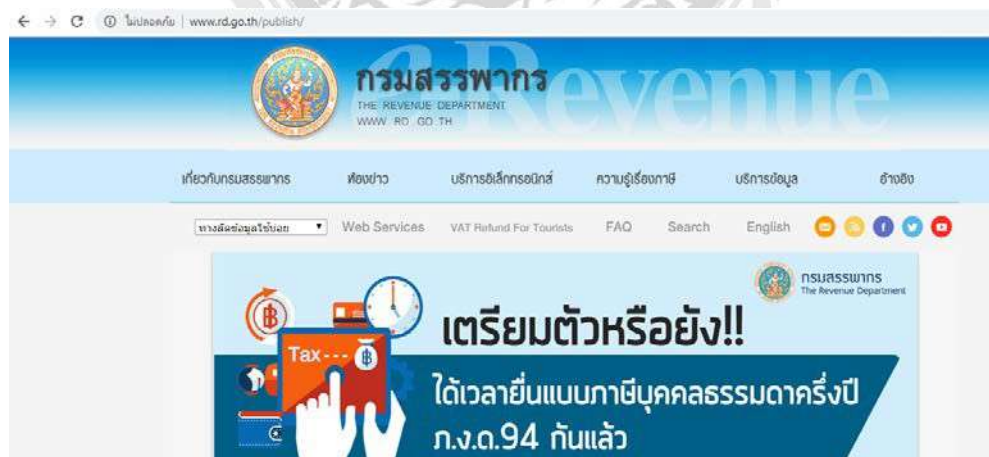 ไม่ปลอดภัย | www.rd.go.th/publish/
e-Revenue
กรมสรรพากร
THE REVENUE DEPARTMENT
WWW RD GO TH
เกี่ยวกับกรมสรรพากร ห้องข่าว บริการอิเล็กทรอนิกส์ ความรู้เรื่องภาษี บริการข้อมูล อ้างอิง
ทางลัดข้อมูลใช้บ่อย Web Services VAT Refund For Tourists FAQ Search English
กรมสรรพากร
The Revenue Department
เตรียมตัวหรือยัง!!
Tax---
ได้เวลายื่นแบบภาษีบุคคลธรรมดาครึ่งปี
ภ.ง.ด.94 กันแล้ว